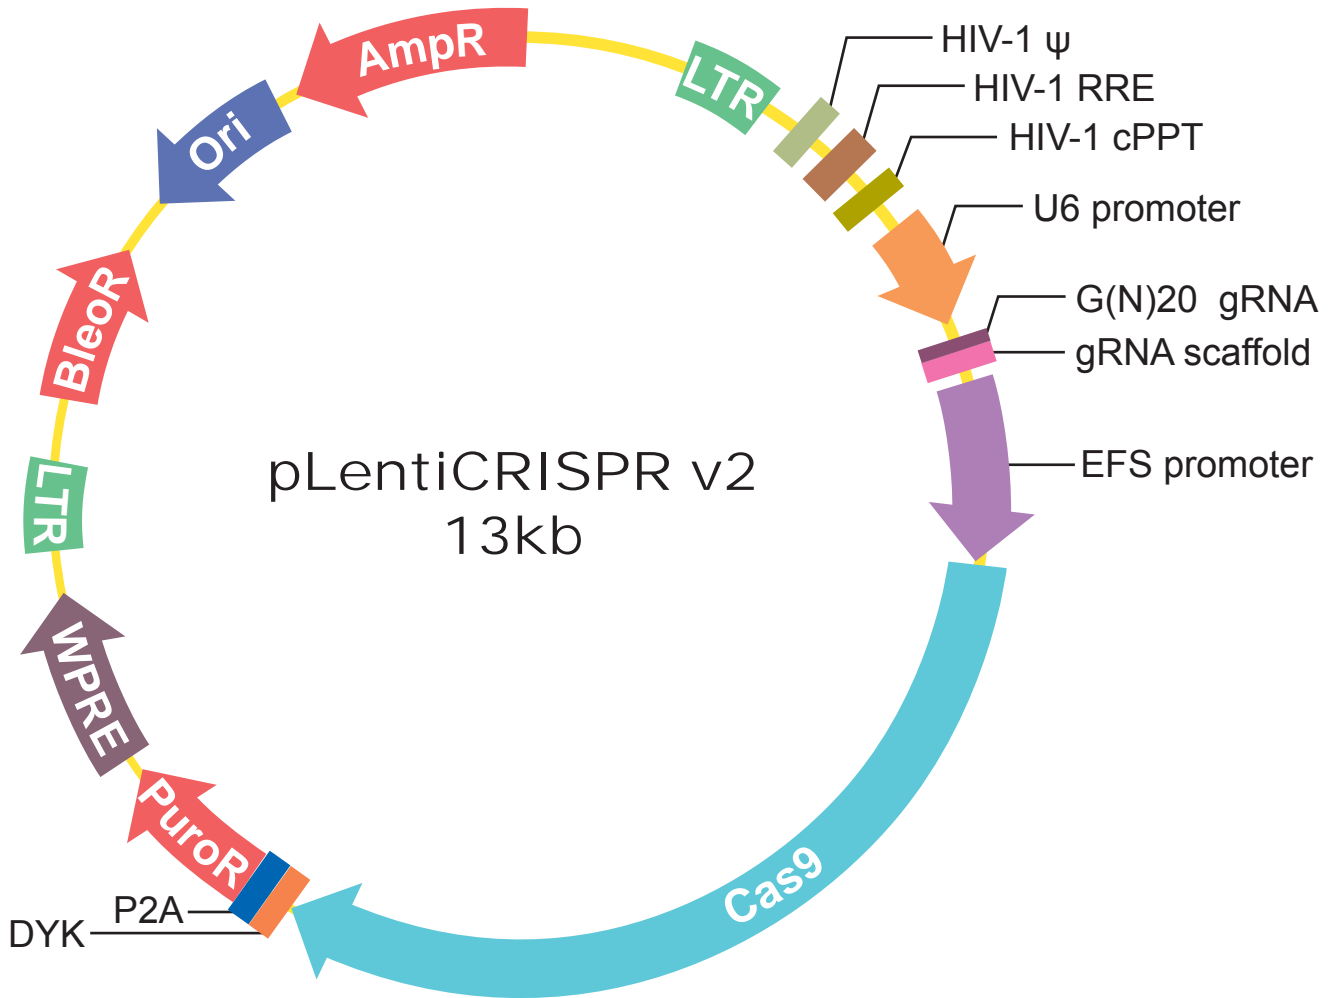 AmpR
LTR
HIV-1 ψ
HIV-1 RRE
HIV-1 cPPT
U6 promoter
G(N)20 gRNA
gRNA scaffold
EFS promoter
Cas9
DYK
P2A
PuroR
WPRE
LTR
BleoR
Ori
pLentiCRISPR v2
13kb